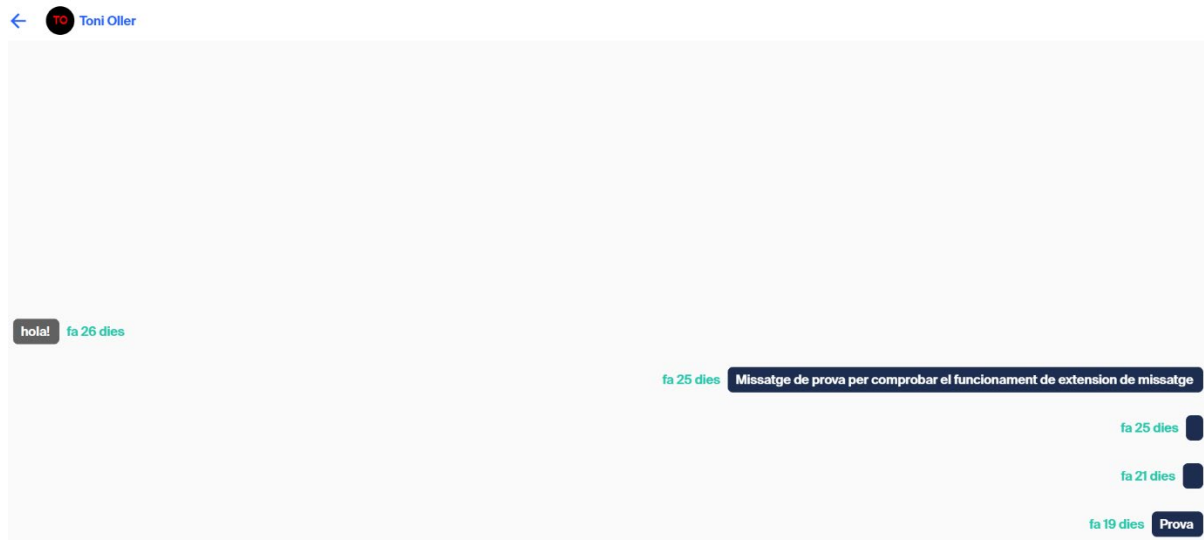 TO Toni Oller
hola! fa 26 dies
fa 25 dies Missatge de prova per comprobar el funcionament de extension de missatge
fa 25 dies
fa 21 dies
fa 19 dies Prova